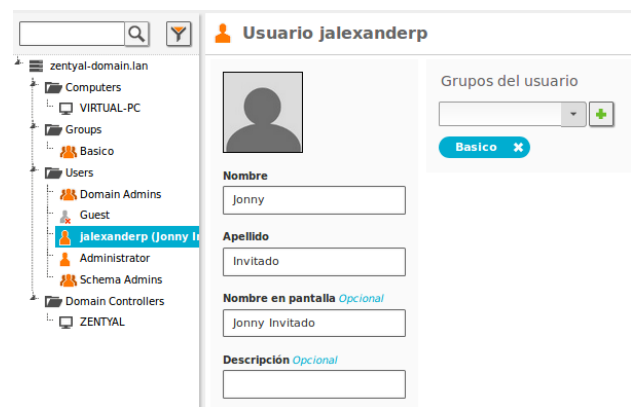 zentyal-domain.lan
Computers
VIRTUAL-PC
Groups
Basico
Users
Domain Admins
Guest
jalexanderp (Jonny I
Administrator
Schema Admins
Domain Controllers
ZENTYAL
Usuario jalexanderp
Nombre
Jonny
Apellido
Invitado
Nombre en pantalla Opcional
Jonny Invitado
Descripción Opcional
Grupos del usuario
Basico